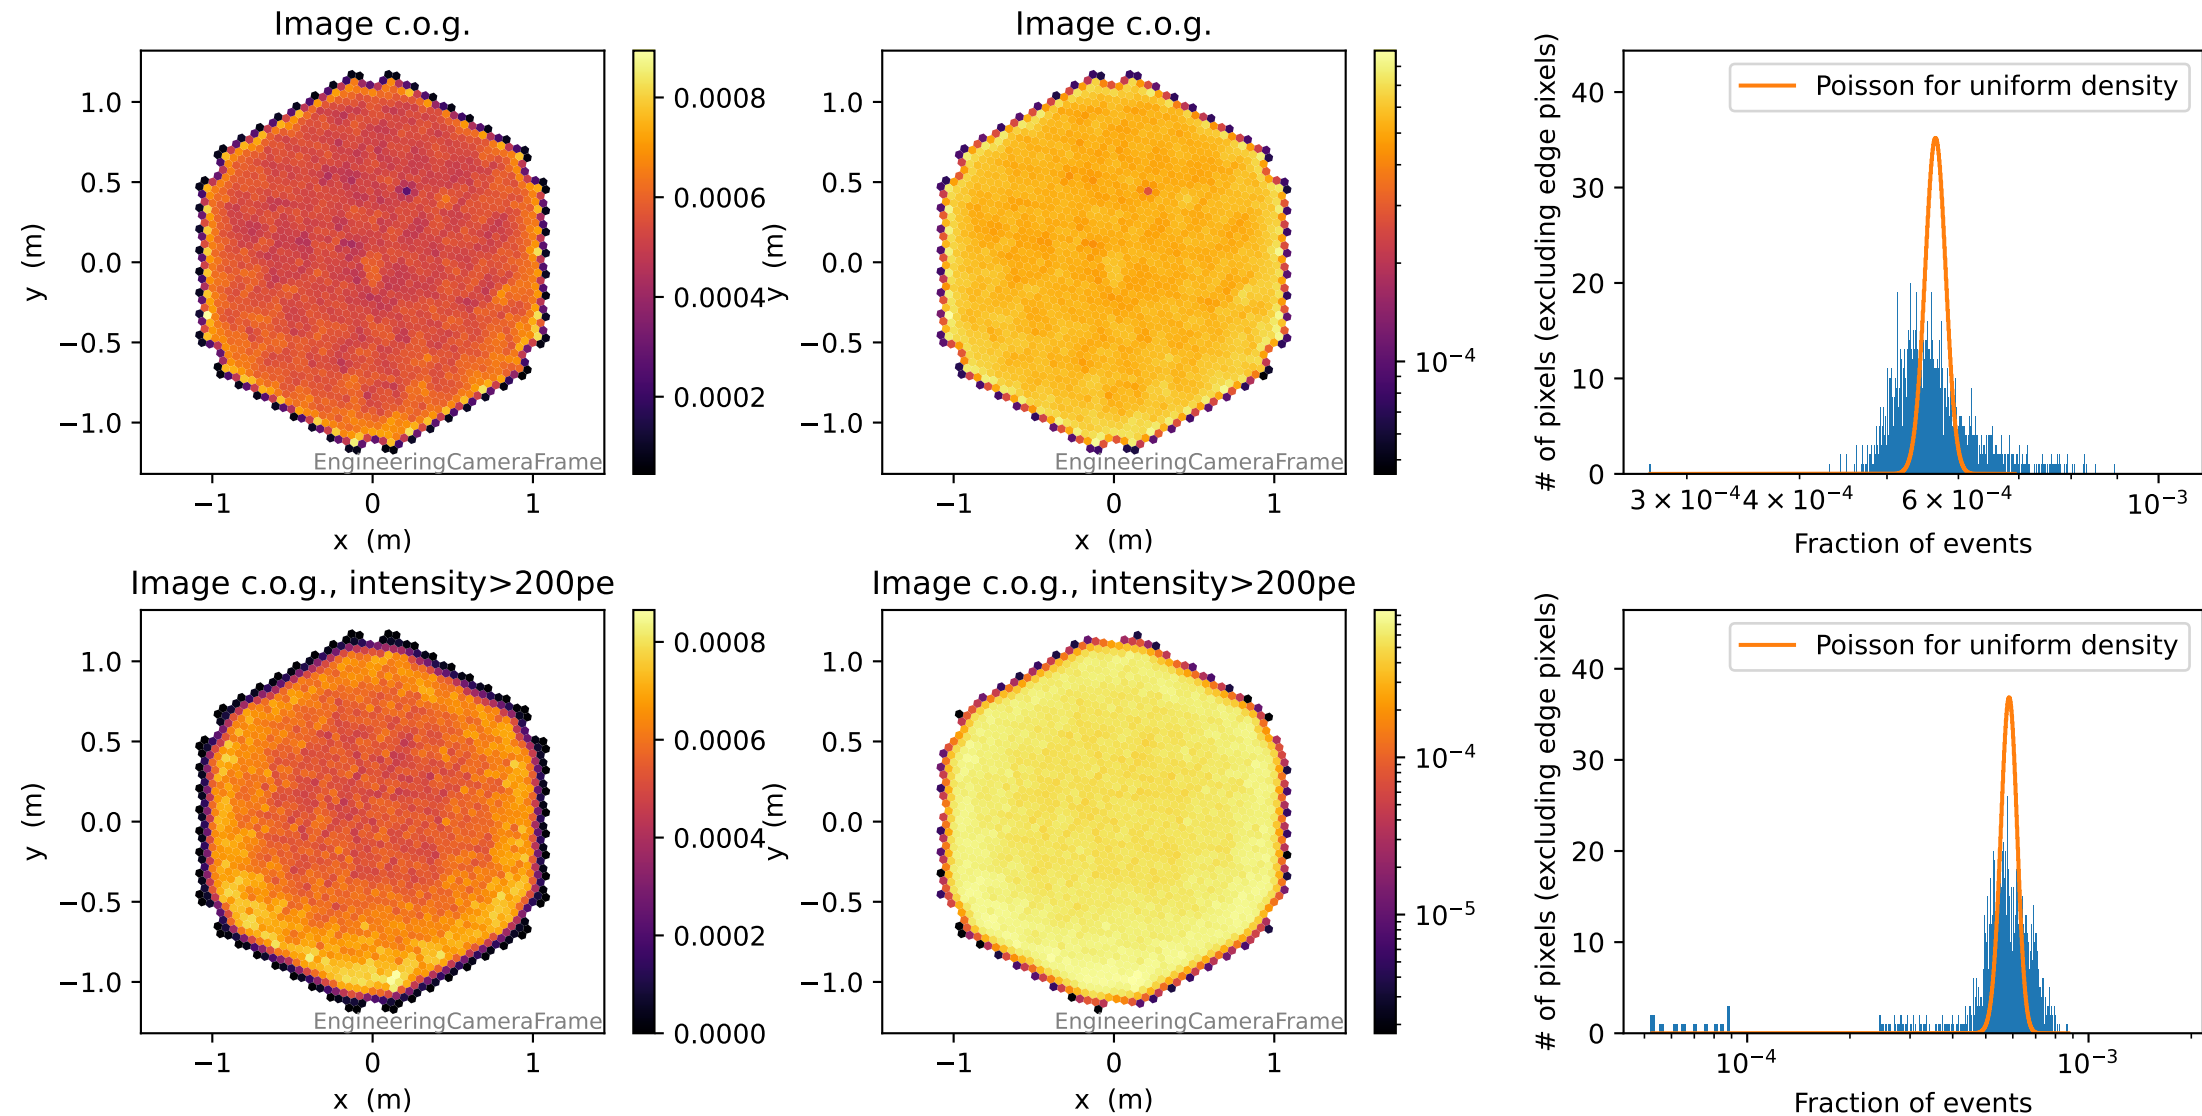 Image c.o.g.
1.0
0.5
0.0
−0.5
−1.0
y (m)
−1
0
1
x (m)
EngineeringCameraFrame
0.0008
0.0006
0.0004
0.0002
Image c.o.g.
1.0
0.5
0.0
−0.5
−1.0
y (m)
−1
0
1
x (m)
EngineeringCameraFrame
10⁻⁴
# of pixels (excluding edge pixels)
40
30
20
10
0
Poisson for uniform density
3 × 10⁻⁴
4 × 10⁻⁴
6 × 10⁻⁴
10⁻³
Fraction of events
Image c.o.g., intensity>200pe
1.0
0.5
0.0
−0.5
−1.0
y (m)
−1
0
1
x (m)
EngineeringCameraFrame
0.0008
0.0006
0.0004
0.0002
0.0000
Image c.o.g., intensity>200pe
1.0
0.5
0.0
−0.5
−1.0
y (m)
−1
0
1
x (m)
EngineeringCameraFrame
10⁻⁴
10⁻⁵
# of pixels (excluding edge pixels)
40
30
20
10
0
Poisson for uniform density
10⁻⁴
10⁻³
Fraction of events